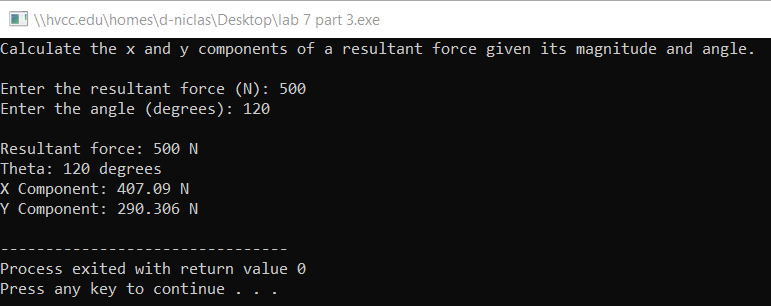 \\hvcc.edu\homes\d-niclas\Desktop\lab 7 part 3.exe
Calculate the x and y components of a resultant force given its magnitude and angle.
Enter the resultant force (N): 500
Enter the angle (degrees): 120
Resultant force: 500 N
Theta: 120 degrees
X Component: 407.09 N
Y Component: 290.306 N
--------------------------------
Process exited with return value 0
Press any key to continue . . .